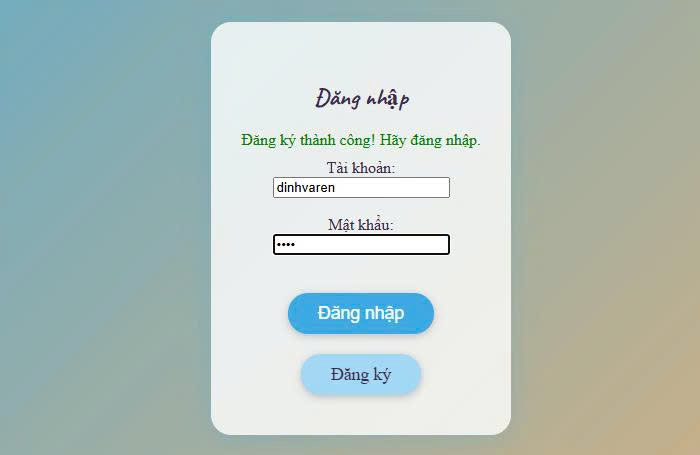 Đăng nhập
Đăng ký thành công! Hãy đăng nhập.
Tài khoản:
dinhvaren
Mật khẩu:
••••
Đăng nhập
Đăng ký